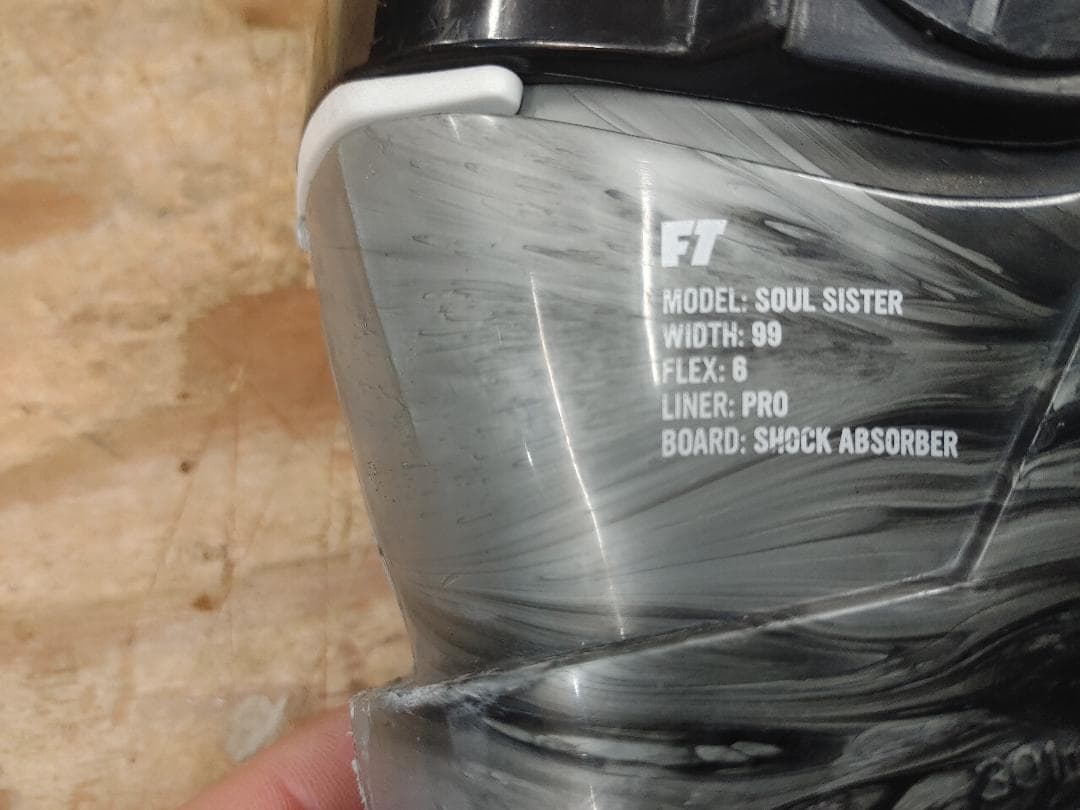 FT
MODEL: SOUL SISTER
WIDTH: 99
FLEX: 6
LINER: PRO
BOARD: SHOCK ABSORBER